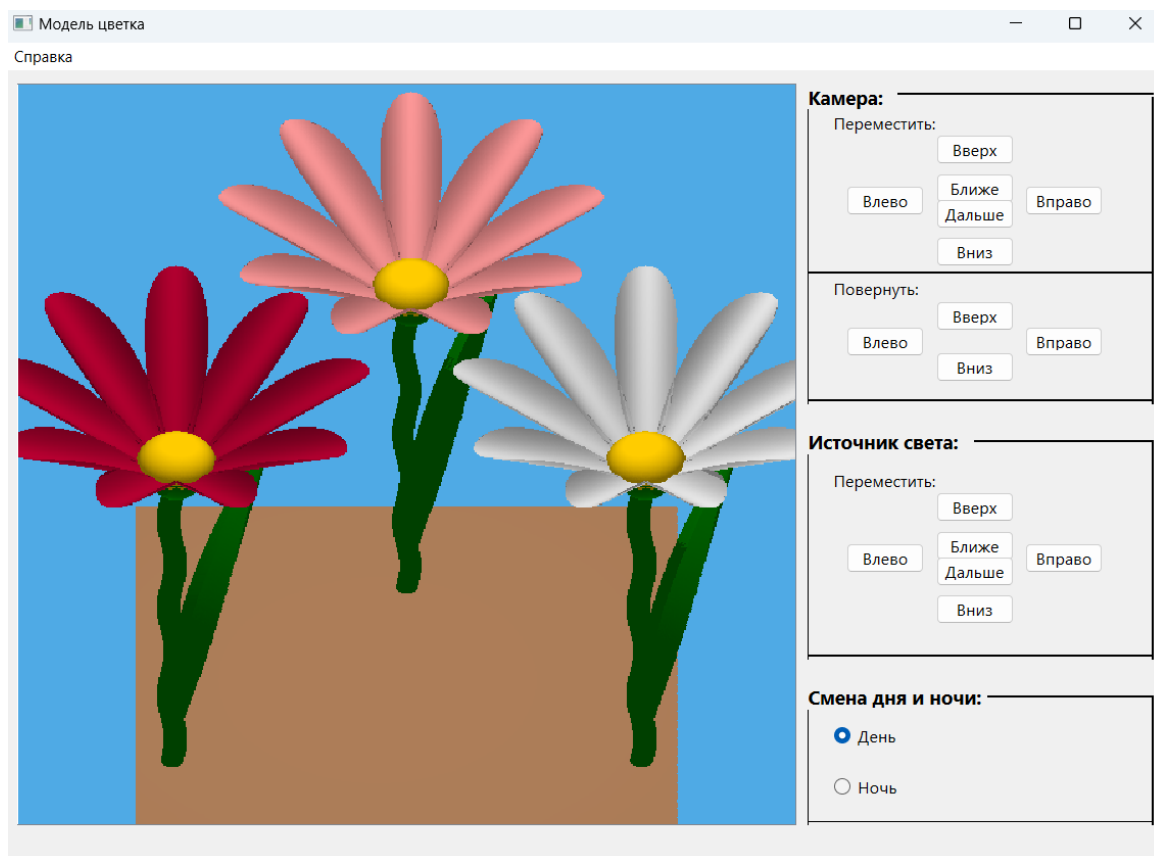 Модель цветка
Справка
Камера:
Переместить:
Вверх
Ближе
Влево
Вправо
Дальше
Вниз
Повернуть:
Вверх
Влево
Вправо
Вниз
Источник света:
Переместить:
Вверх
Ближе
Влево
Вправо
Дальше
Вниз
Смена дня и ночи:
День
Ночь